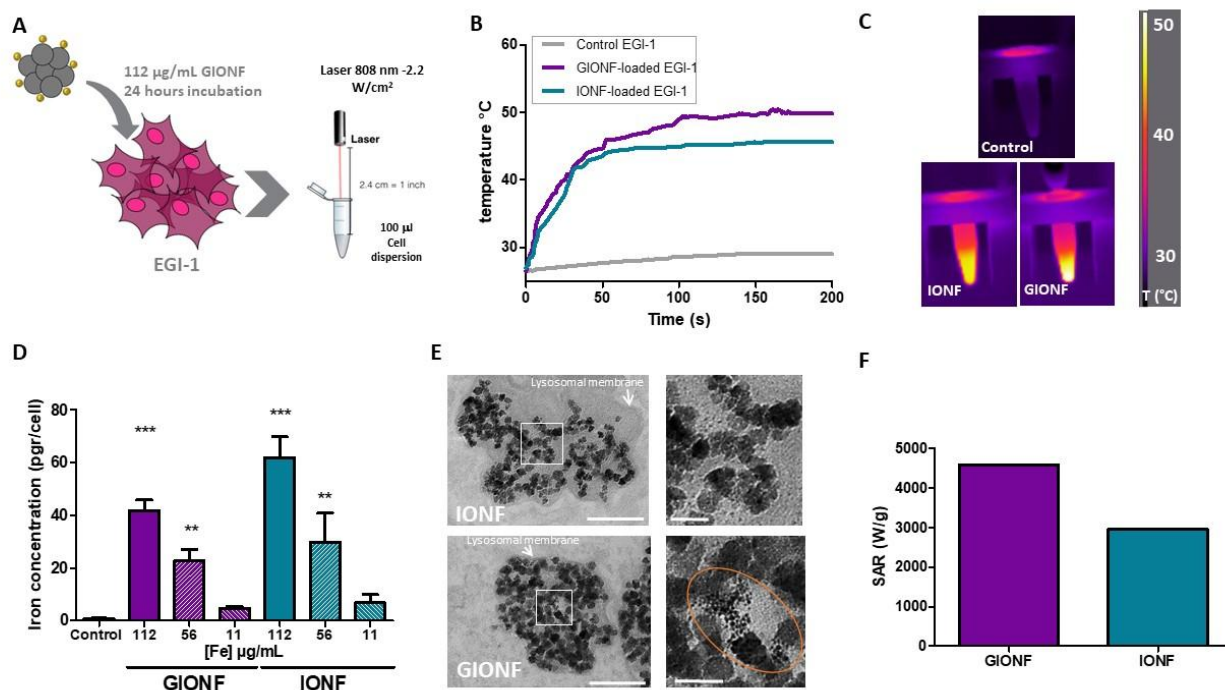 A
112 µg/mL GIONF
24 hours incubation
EGI-1
Laser 808 nm -2.2
W/cm²
Laser
2.4 cm = 1 inch
100 µl
Cell
dispersion
B
Control EGI-1
GIONF-loaded EGI-1
IONF-loaded EGI-1
temperature °C
60
50
40
30
0
50
100
150
200
Time (s)
C
Control
IONF
GIONF
50
40
30
T (°C)
D
Iron concentration (pgr/cell)
80
60
40
20
0
***
**
***
**
Control
112
56
11
112
56
11
[Fe] µg/mL
GIONF
IONF
E
Lysosomal membrane
IONF
Lysosomal membrane
GIONF
F
SAR (W/g)
5000
4000
3000
2000
1000
0
GIONF
IONF